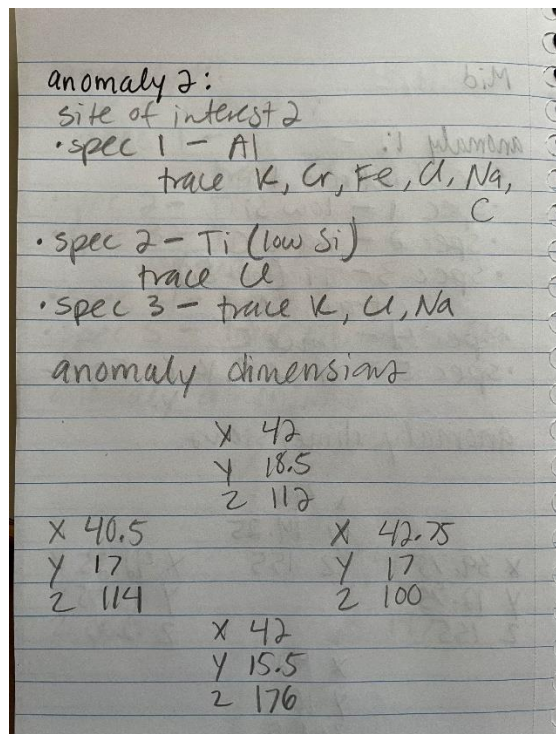 anomaly 2:
site of interest 2
• spec 1 - Al
trace K, Cr, Fe, Cl, Na,
C
• spec 2 - Ti (low Si)
trace Cl
• spec 3 - trace K, Cl, Na
anomaly dimensions
X 42
Y 18.5
Z 112
X 40.5
Y 17
Z 114
X 42.75
Y 17
Z 100
X 42
Y 15.5
Z 176